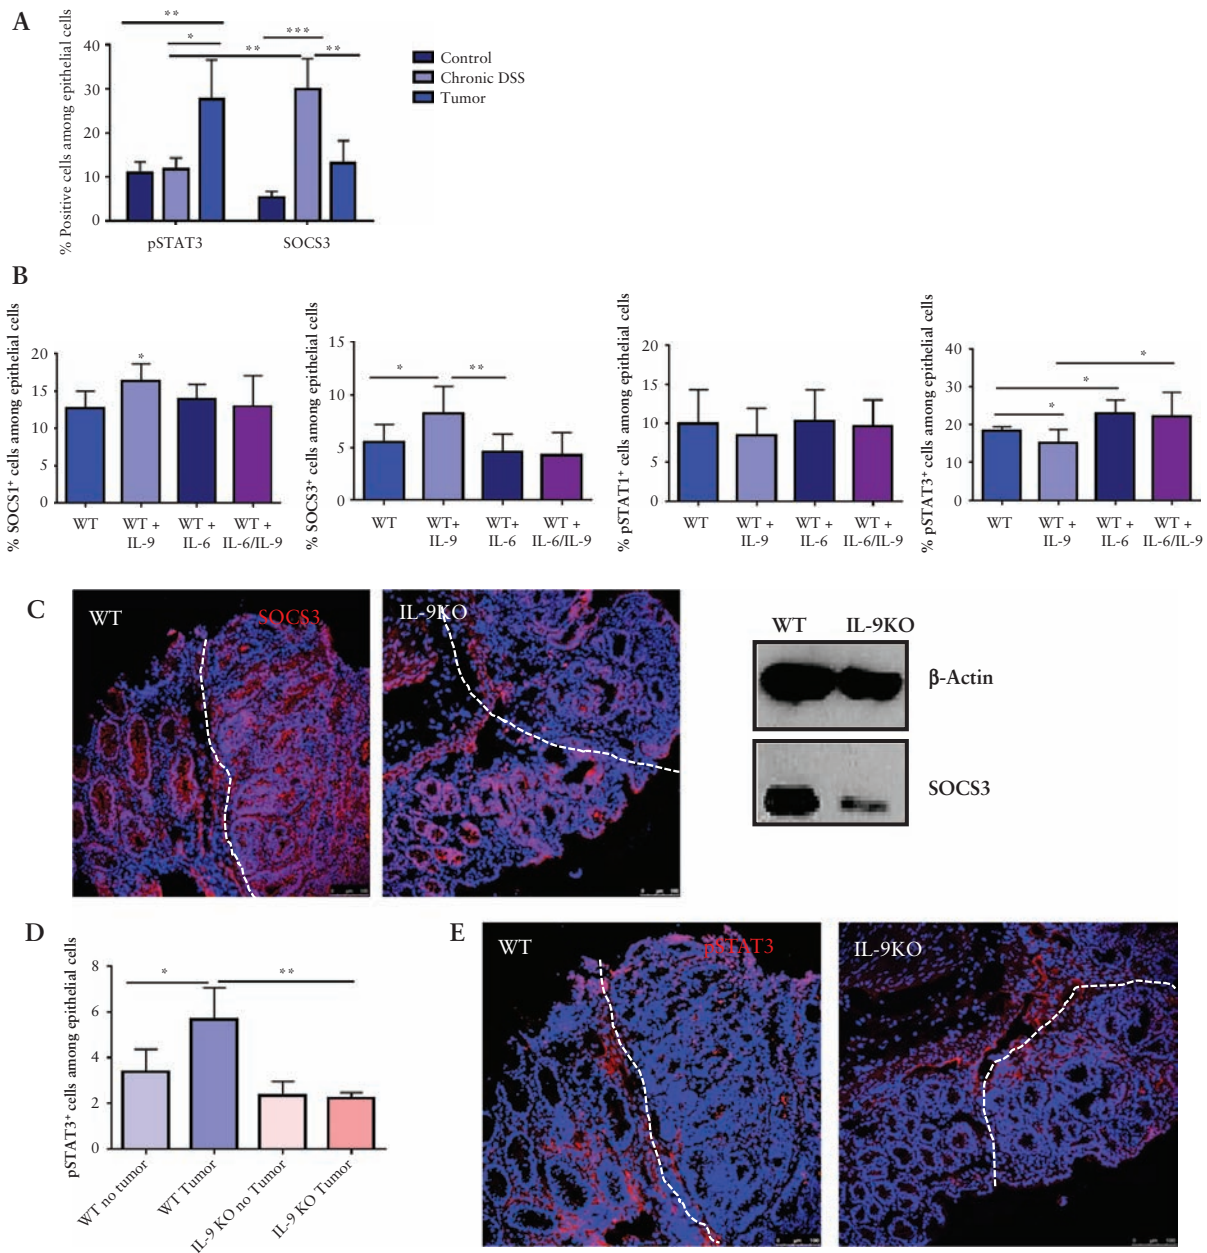 A
% Positive cells among epithelial cells
40
30
20
10
0
** * ** *** **
pSTAT3 SOCS3
Control
Chronic DSS
Tumor
B
% SOCS1+ cells among epithelial cells
20
15
10
5
0
*
WT WT + IL-9 WT + IL-6 WT + IL-6/IL-9
% SOCS3+ cells among epithelial cells
15
10
5
0
* **
WT WT+ IL-9 WT+ IL-6 WT + IL-6/IL-9
% pSTAT1+ cells among epithelial cells
20
15
10
5
0
WT WT + IL-9 WT + IL-6 WT + IL-6/IL-9
% pSTAT3+ cells among epithelial cells
40
30
20
10
0
* * *
WT WT + IL-9 WT + IL-6 WT + IL-6/IL-9
C
WT SOCS3
IL-9KO
WT IL-9KO
β-Actin
SOCS3
D
pSTAT3+ cells among epithelial cells
8
6
4
2
0
* **
WT no tumor
WT Tumor
IL-9 KO no Tumor
IL-9 KO Tumor
E
WT pSTAT3
IL-9KO